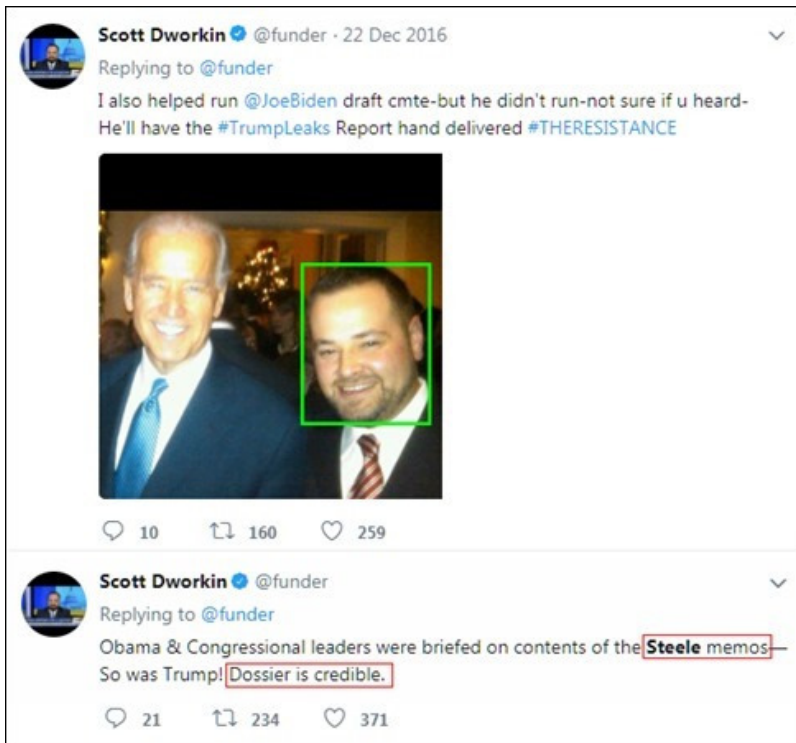 Scott Dworkin @funder · 22 Dec 2016
Replying to @funder
I also helped run @JoeBiden draft cmte-but he didn't run-not sure if u heard-
He'll have the #TrumpLeaks Report hand delivered #THERESISTANCE
10 160 259
Scott Dworkin @funder
Replying to @funder
Obama & Congressional leaders were briefed on contents of the Steele memos—
So was Trump! Dossier is credible.
21 234 371